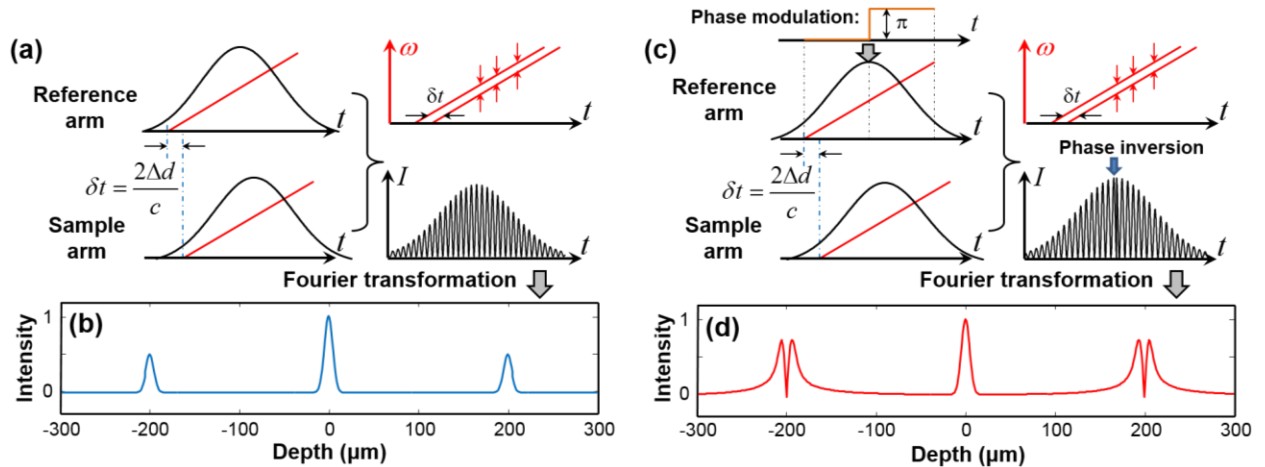 (a)
Reference
arm
t
ω
δt
t
δt = 2Δd/c
Sample
arm
t
I
t
Fourier transformation
(b)
Intensity
1
0
-300 -200 -100 0 100 200 300
Depth (μm)
(c)
Phase modulation:
π
t
Reference
arm
t
ω
δt
t
Phase inversion
δt = 2Δd/c
Sample
arm
t
I
t
Fourier transformation
(d)
Intensity
1
0
-300 -200 -100 0 100 200 300
Depth (μm)